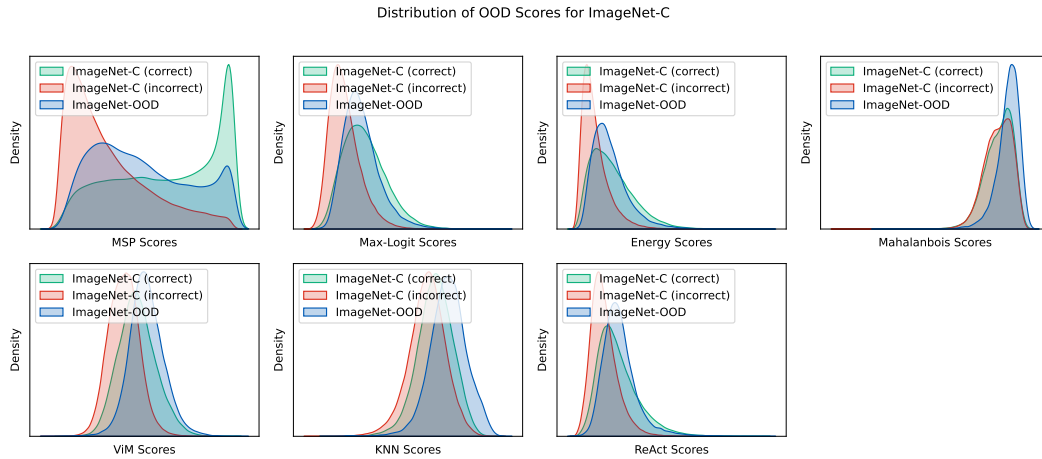 Distribution of OOD Scores for ImageNet-C
Density
ImageNet-C (correct)
ImageNet-C (incorrect)
ImageNet-OOD
MSP Scores
Density
ImageNet-C (correct)
ImageNet-C (incorrect)
ImageNet-OOD
Max-Logit Scores
Density
ImageNet-C (correct)
ImageNet-C (incorrect)
ImageNet-OOD
Energy Scores
Density
ImageNet-C (correct)
ImageNet-C (incorrect)
ImageNet-OOD
Mahalanbois Scores
Density
ImageNet-C (correct)
ImageNet-C (incorrect)
ImageNet-OOD
ViM Scores
Density
ImageNet-C (correct)
ImageNet-C (incorrect)
ImageNet-OOD
KNN Scores
Density
ImageNet-C (correct)
ImageNet-C (incorrect)
ImageNet-OOD
ReAct Scores